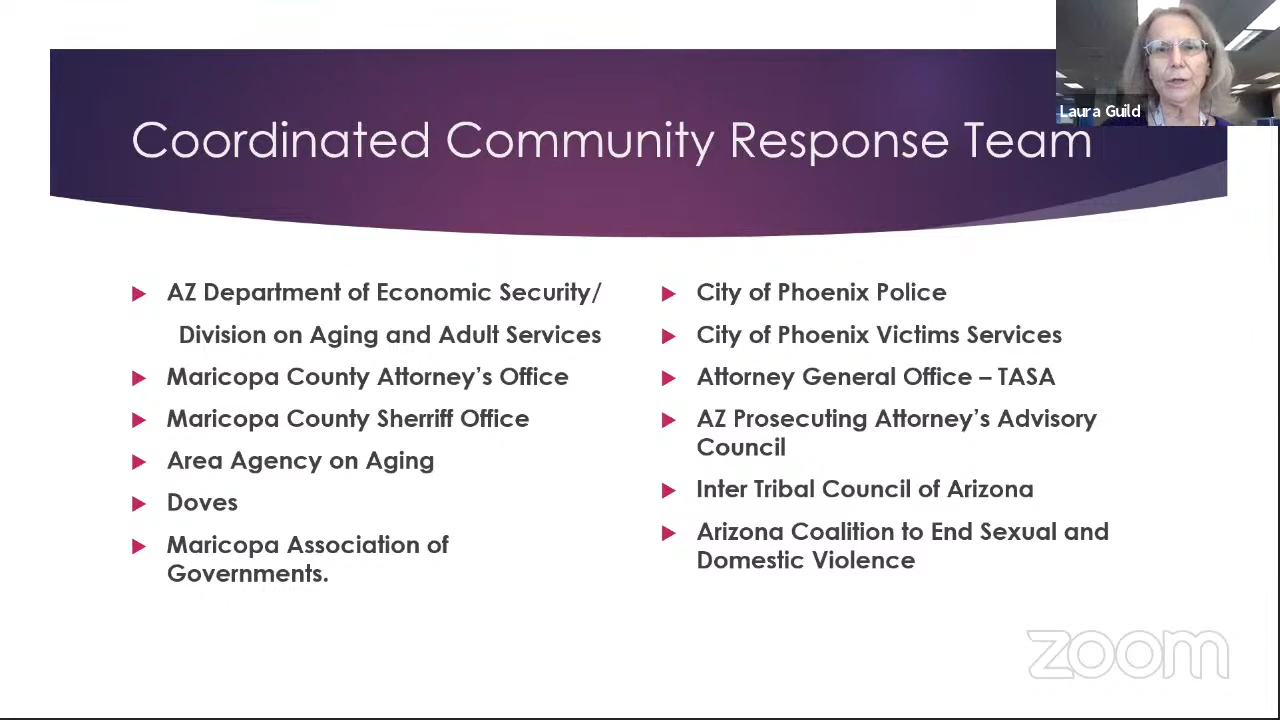 Laura Guild
Coordinated Community Response Team
AZ Department of Economic Security/
Division on Aging and Adult Services
Maricopa County Attorney’s Office
Maricopa County Sherriff Office
Area Agency on Aging
Doves
Maricopa Association of
Governments.
City of Phoenix Police
City of Phoenix Victims Services
Attorney General Office – TASA
AZ Prosecuting Attorney’s Advisory
Council
Inter Tribal Council of Arizona
Arizona Coalition to End Sexual and
Domestic Violence
zoom